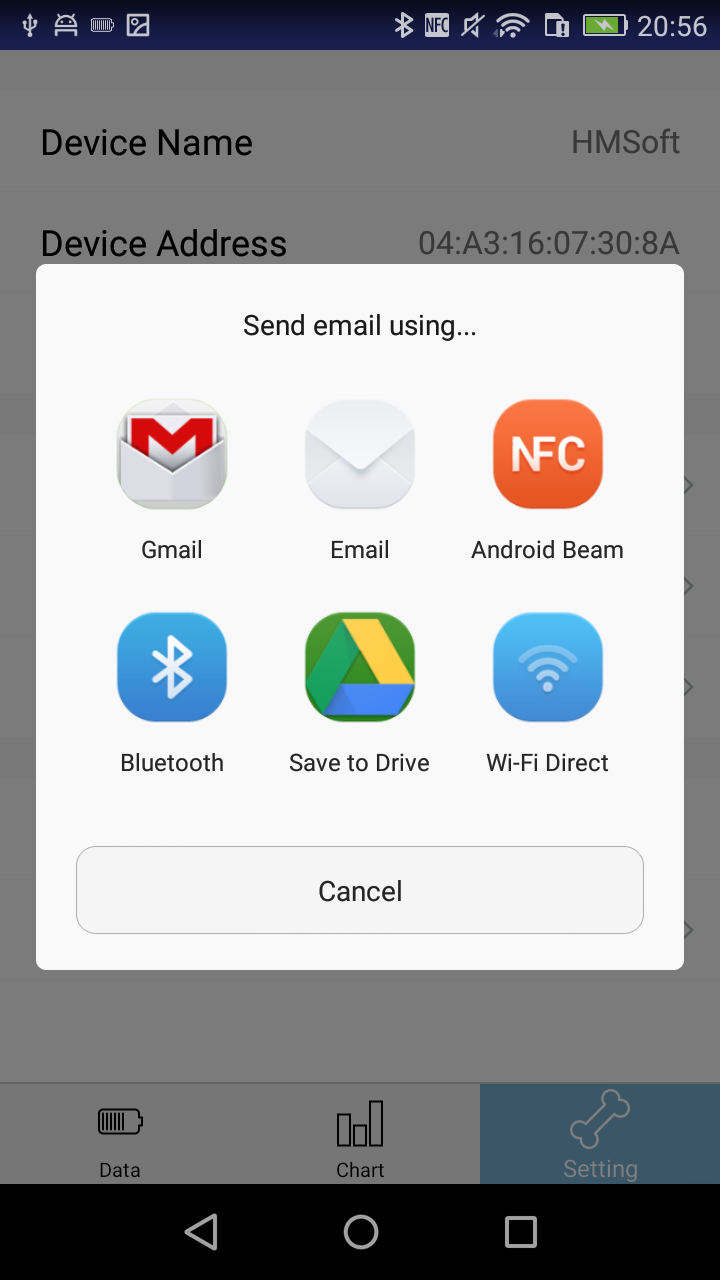 NFC
20:56
Device Name
HMSoft
Device Address
04:A3:16:07:30:8A
Send email using...
NFC
Gmail
Email
Android Beam
Bluetooth
Save to Drive
Wi-Fi Direct
Cancel
Data
Chart
Setting